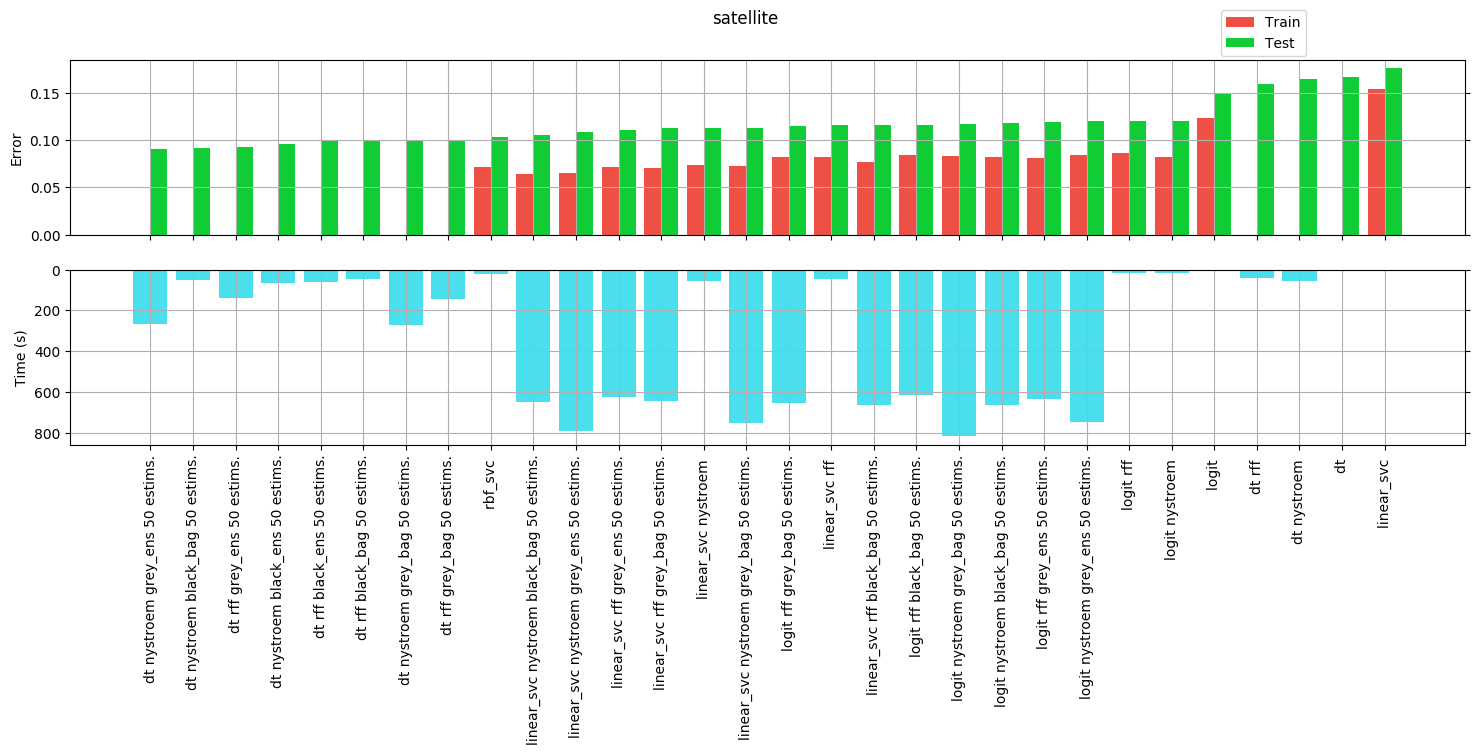 satellite
Train
Test
Error
0.15
0.10
0.05
0.00
Time (s)
0
200
400
600
800
dt nystroem grey_ens 50 estims.
dt nystroem black_bag 50 estims.
dt rff grey_ens 50 estims.
dt nystroem black_ens 50 estims.
dt rff black_ens 50 estims.
dt rff black_bag 50 estims.
dt nystroem grey_bag 50 estims.
dt rff grey_bag 50 estims.
rbf_svc
linear_svc nystroem black_bag 50 estims.
linear_svc nystroem grey_ens 50 estims.
linear_svc rff grey_ens 50 estims.
linear_svc rff grey_bag 50 estims.
linear_svc nystroem
linear_svc nystroem grey_bag 50 estims.
logit rff grey_bag 50 estims.
linear_svc rff
linear_svc rff black_bag 50 estims.
logit rff black_bag 50 estims.
logit nystroem grey_bag 50 estims.
logit nystroem black_bag 50 estims.
logit rff grey_ens 50 estims.
logit nystroem grey_ens 50 estims.
logit rff
logit nystroem
logit
dt rff
dt nystroem
dt
linear_svc